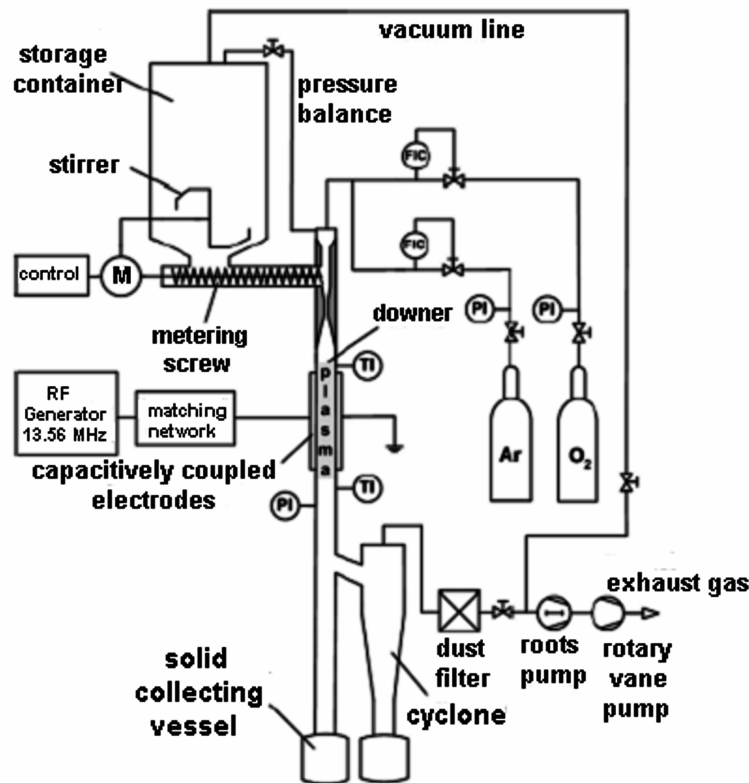 vacuum line
storage
container
pressure
balance
stirrer
FIC
FIC
control
M
metering
screw
downer
PI
PI
TI
RF
Generator
13.56 MHz
matching
network
plasma
Ar
O₂
capacitively coupled
electrodes
TI
PI
exhaust gas
dust
filter
roots
pump
rotary
vane
pump
solid
collecting
vessel
cyclone